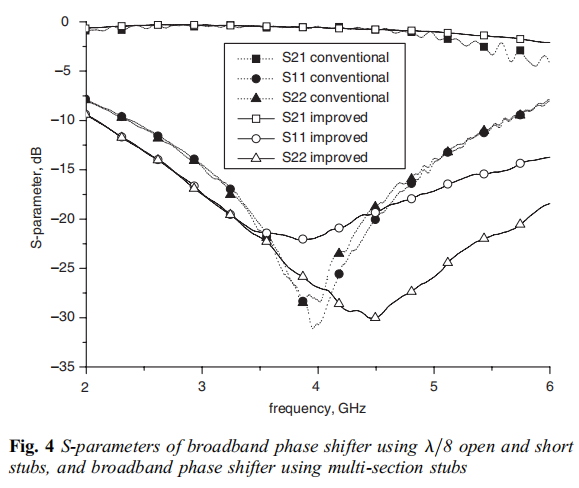 0
−5
−10
−15
−20
−25
−30
−35
S-parameter, dB
S21 conventional
S11 conventional
S22 conventional
S21 improved
S11 improved
S22 improved
2 3 4 5 6
frequency, GHz
Fig. 4 S-parameters of broadband phase shifter using λ/8 open and short
stubs, and broadband phase shifter using multi-section stubs